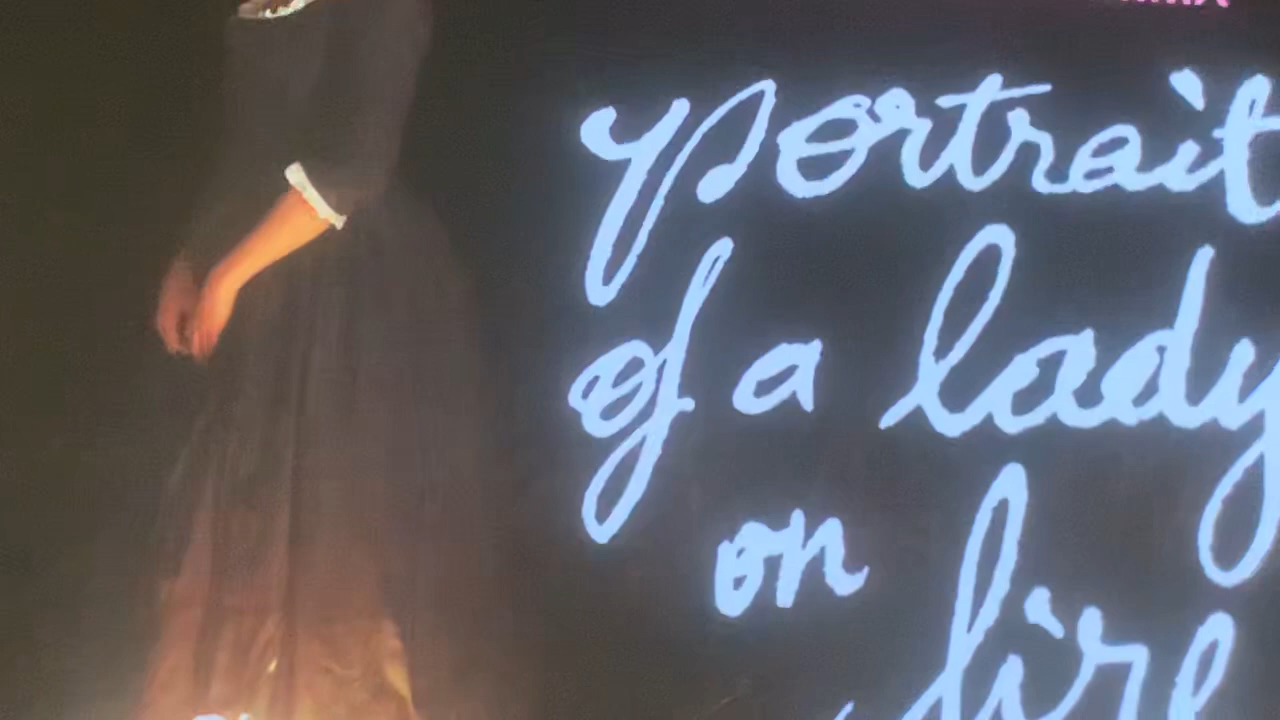 portrait
of a lady
on
fire